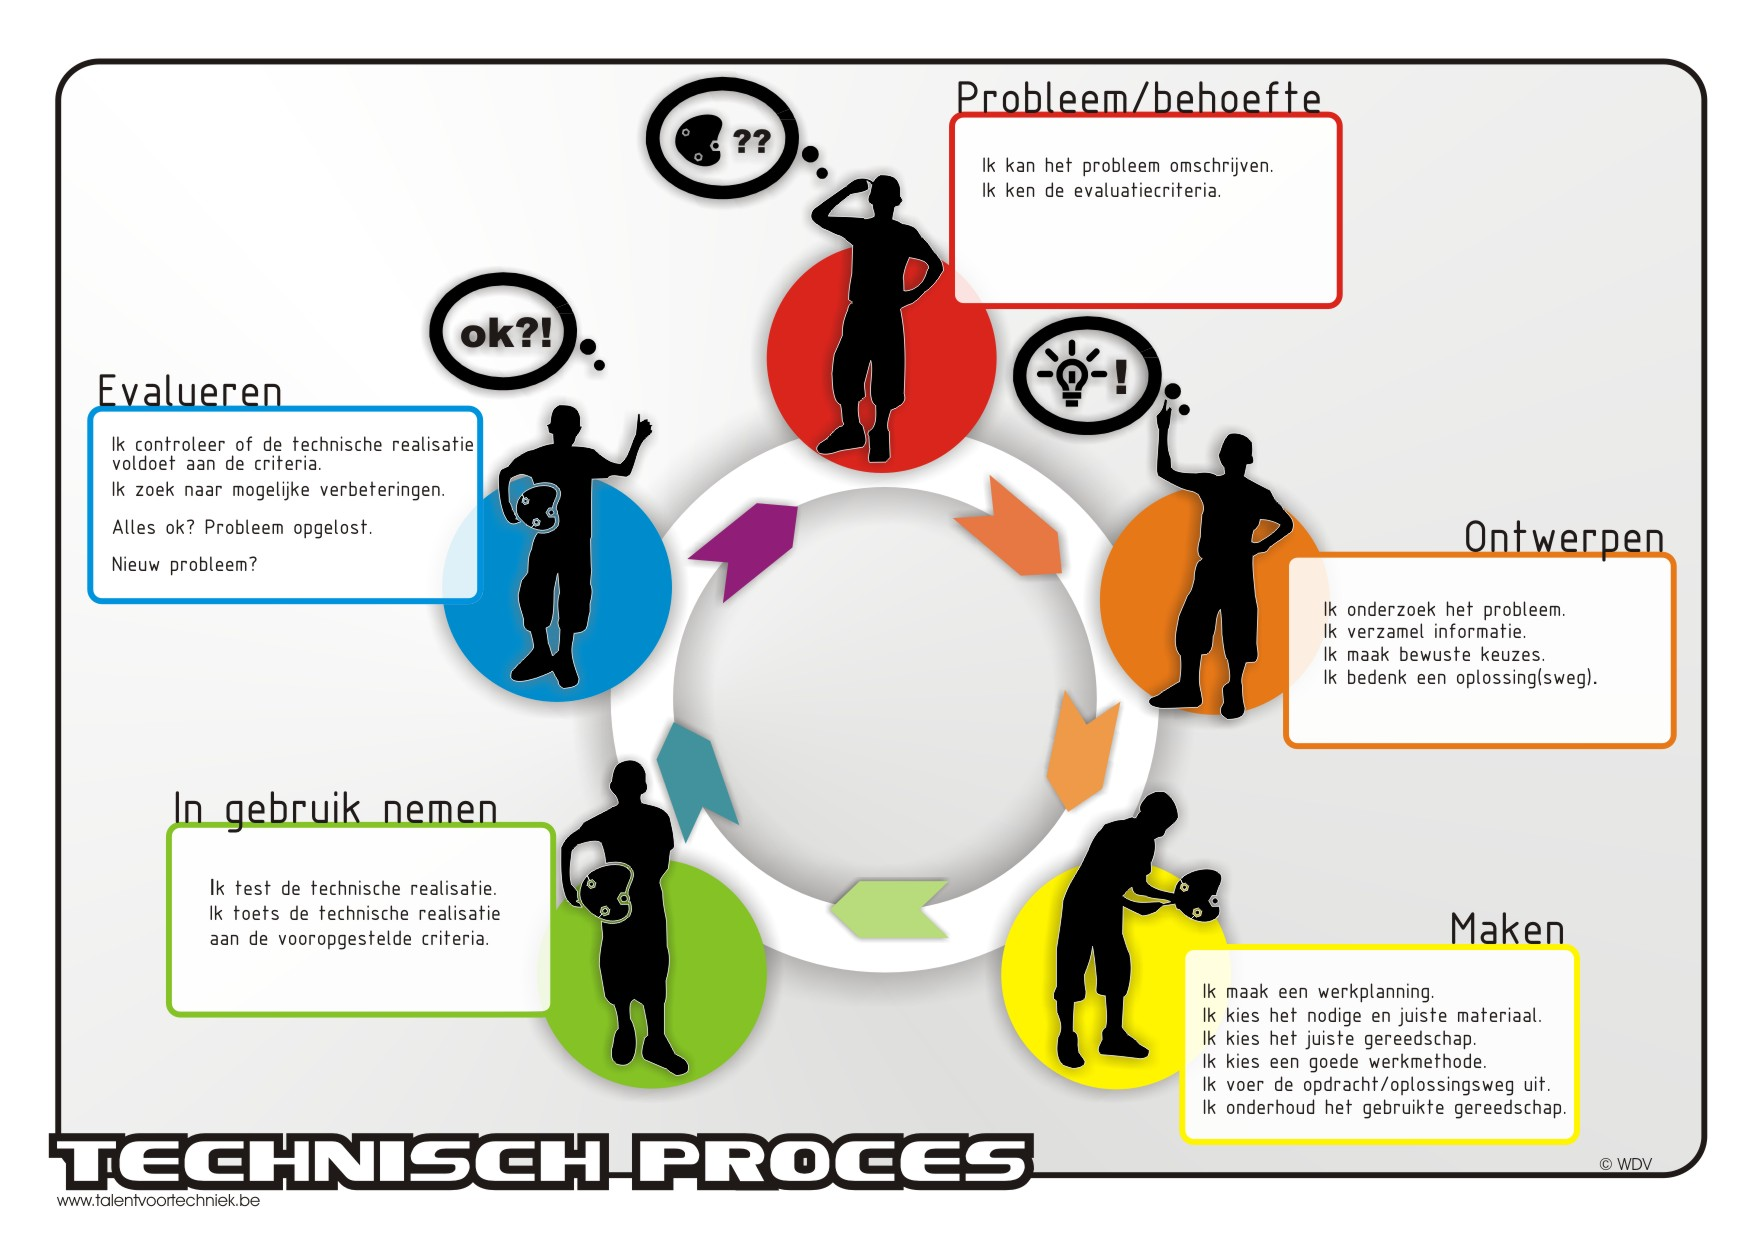 ??
Probleem/behoefte
Ik kan het probleem omschrijven.
Ik ken de evaluatiecriteria.
!
Ontwerpen
Ik onderzoek het probleem.
Ik verzamel informatie.
Ik maak bewuste keuzes.
Ik bedenk een oplossing(sweg).
Maken
Ik maak een werkplanning.
Ik kies het nodige en juiste materiaal.
Ik kies het juiste gereedschap.
Ik kies een goede werkmethode.
Ik voer de opdracht/oplossingsweg uit.
Ik onderhoud het gebruikte gereedschap.
In gebruik nemen
Ik test de technische realisatie.
Ik toets de technische realisatie
aan de vooropgestelde criteria.
ok?!
Evalueren
Ik controleer of de technische realisatie
voldoet aan de criteria.
Ik zoek naar mogelijke verbeteringen.
Alles ok? Probleem opgelost.
Nieuw probleem?
TECHNISCH PROCES
www.talentvoortechniek.be
© WDV